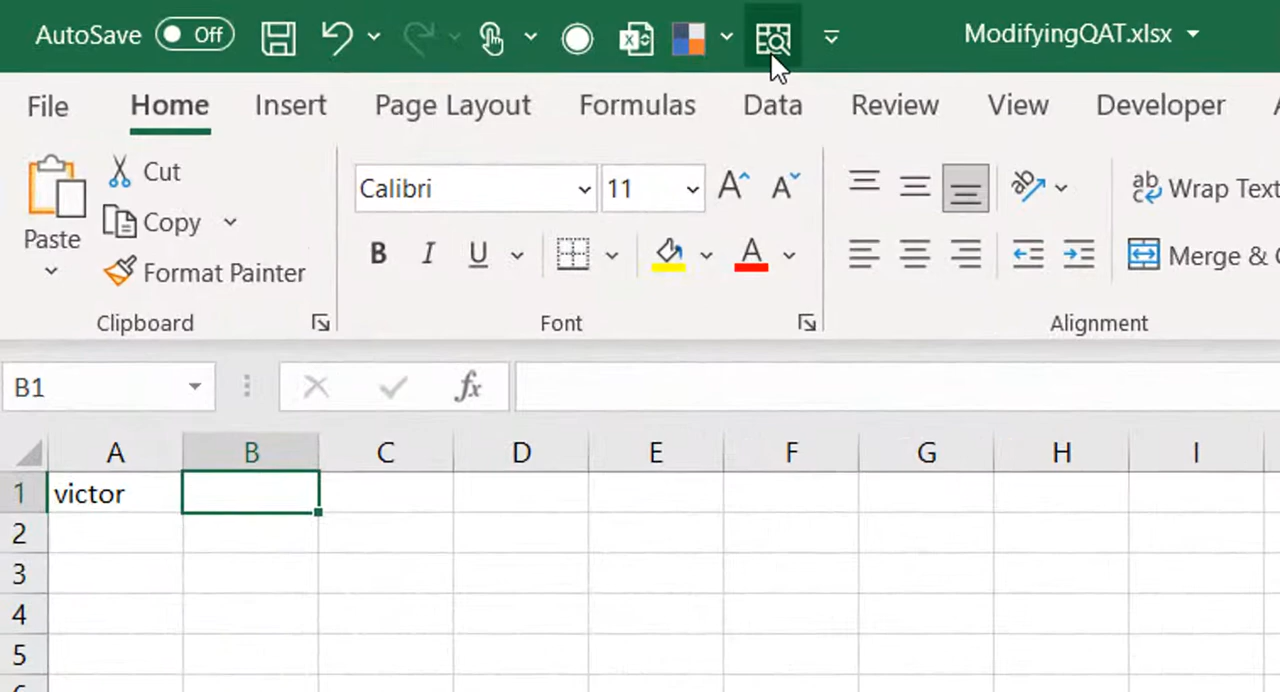 AutoSave Off ModifyingQAT.xlsx
File Home Insert Page Layout Formulas Data Review View Developer
Cut
Calibri 11 A A ab Wrap Text
Copy
Paste B I U A Merge &
Format Painter
Clipboard Font Alignment
B1 fx
A B C D E F G H I
1 victor
2
3
4
5